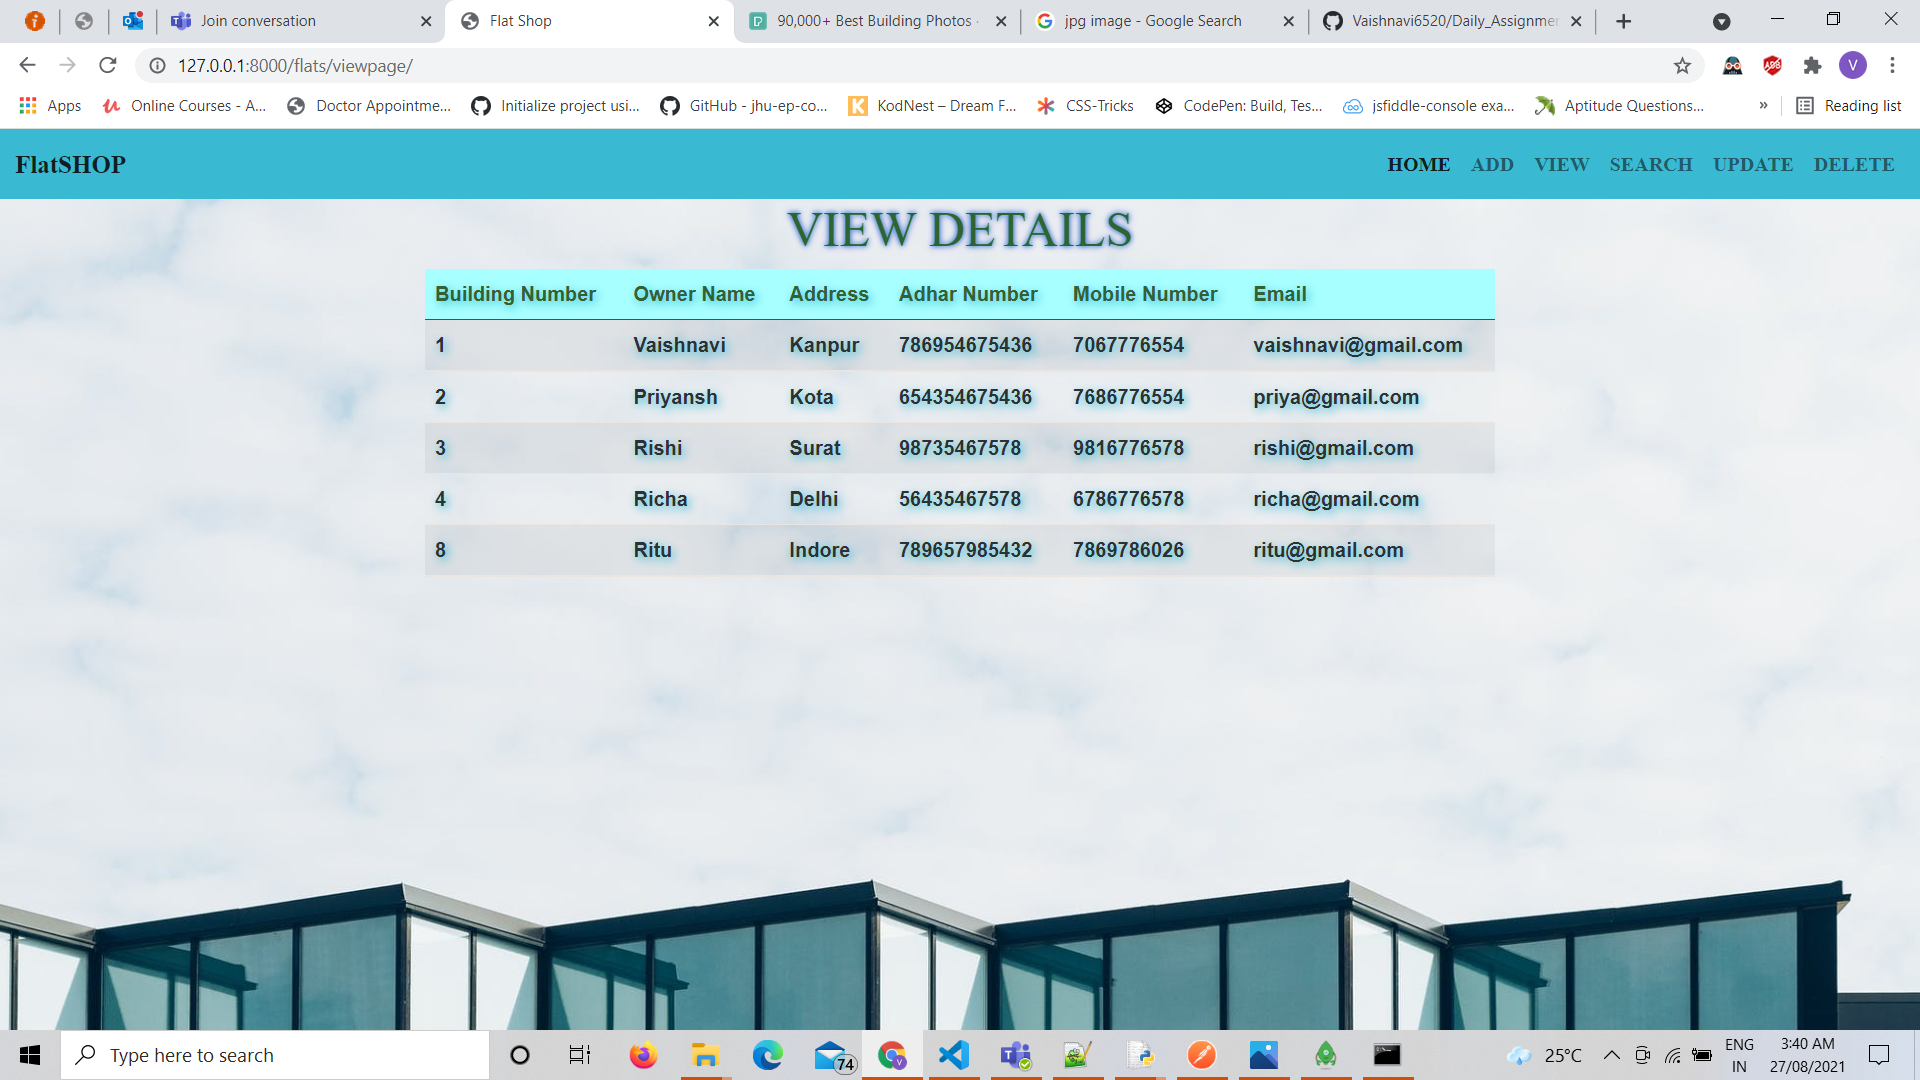 Join conversation
Flat Shop
90,000+ Best Building Photos
jpg image - Google Search
Vaishnavi6520/Daily_Assignmen
127.0.0.1:8000/flats/viewpage/
V
Apps
Online Courses - A...
Doctor Appointme...
Initialize project usi...
GitHub - jhu-ep-co...
KodNest – Dream F...
CSS-Tricks
CodePen: Build, Tes...
jsfiddle-console exa...
Aptitude Questions...
»
Reading list
FlatSHOP
HOME ADD VIEW SEARCH UPDATE DELETE
VIEW DETAILS
Building Number Owner Name Address Adhar Number Mobile Number Email
1 Vaishnavi Kanpur 786954675436 7067776554 vaishnavi@gmail.com
2 Priyansh Kota 654354675436 7686776554 priya@gmail.com
3 Rishi Surat 98735467578 9816776578 rishi@gmail.com
4 Richa Delhi 56435467578 6786776578 richa@gmail.com
8 Ritu Indore 789657985432 7869786026 ritu@gmail.com
Type here to search
74
25°C
ENG
IN
3:40 AM
27/08/2021